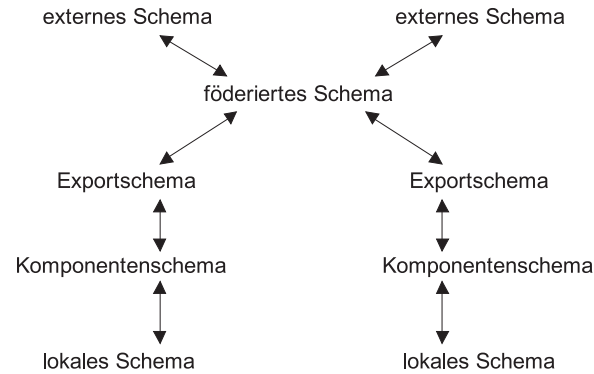 externes Schema externes Schema
föderiertes Schema
Exportschema Exportschema
Komponentenschema Komponentenschema
lokales Schema lokales Schema